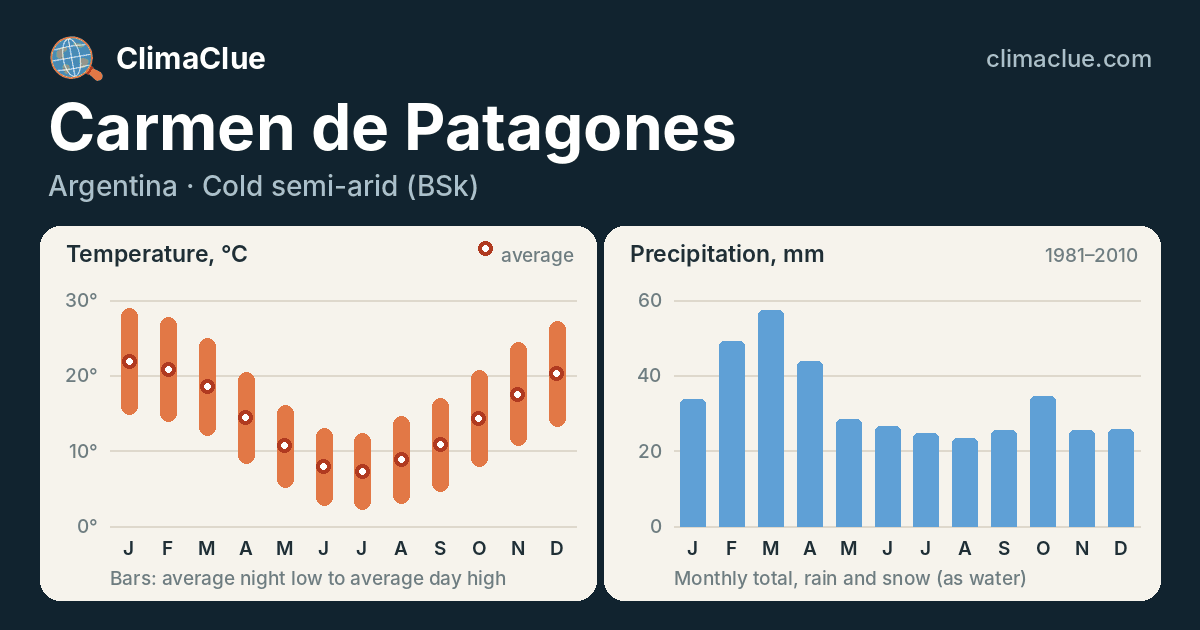 ClimaClue
climaclue.com
Carmen de Patagones
Argentina · Cold semi-arid (BSk)
Temperature, °C
average
30°
20°
10°
0°
J F M A M J J A S O N D
Bars: average night low to average day high
Precipitation, mm
1981–2010
60
40
20
0
J F M A M J J A S O N D
Monthly total, rain and snow (as water)